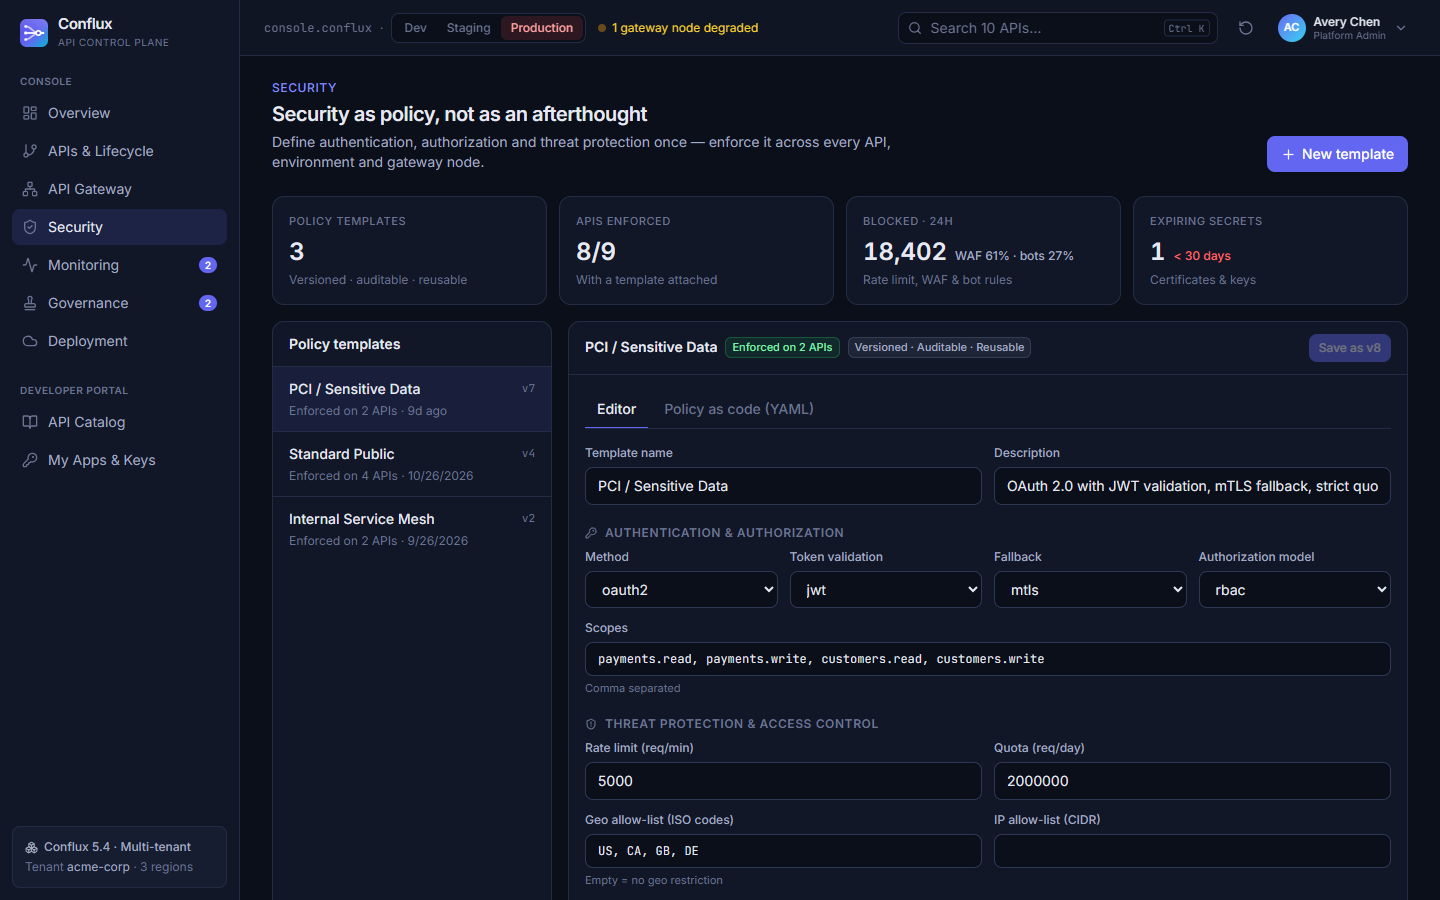 Conflux
API CONTROL PLANE
CONSOLE
Overview
APIs & Lifecycle
API Gateway
Security
Monitoring 2
Governance 2
Deployment
DEVELOPER PORTAL
API Catalog
My Apps & Keys
Conflux 5.4 · Multi-tenant
Tenant acme-corp · 3 regions
console.conflux · Dev Staging Production 1 gateway node degraded
Search 10 APIs... Ctrl K
AC Avery Chen
Platform Admin
SECURITY
Security as policy, not as an afterthought
Define authentication, authorization and threat protection once — enforce it across every API,
environment and gateway node.
New template
POLICY TEMPLATES
3
Versioned · auditable · reusable
APIS ENFORCED
8/9
With a template attached
BLOCKED · 24H
18,402 WAF 61% · bots 27%
Rate limit, WAF & bot rules
EXPIRING SECRETS
1 < 30 days
Certificates & keys
Policy templates
PCI / Sensitive Data v7
Enforced on 2 APIs · 9d ago
Standard Public v4
Enforced on 4 APIs · 10/26/2026
Internal Service Mesh v2
Enforced on 2 APIs · 9/26/2026
PCI / Sensitive Data Enforced on 2 APIs Versioned · Auditable · Reusable Save as v8
Editor Policy as code (YAML)
Template name Description
PCI / Sensitive Data OAuth 2.0 with JWT validation, mTLS fallback, strict quo
AUTHENTICATION & AUTHORIZATION
Method Token validation Fallback Authorization model
oauth2 jwt mtls rbac
Scopes
payments.read, payments.write, customers.read, customers.write
Comma separated
THREAT PROTECTION & ACCESS CONTROL
Rate limit (req/min) Quota (req/day)
5000 2000000
Geo allow-list (ISO codes) IP allow-list (CIDR)
US, CA, GB, DE
Empty = no geo restriction